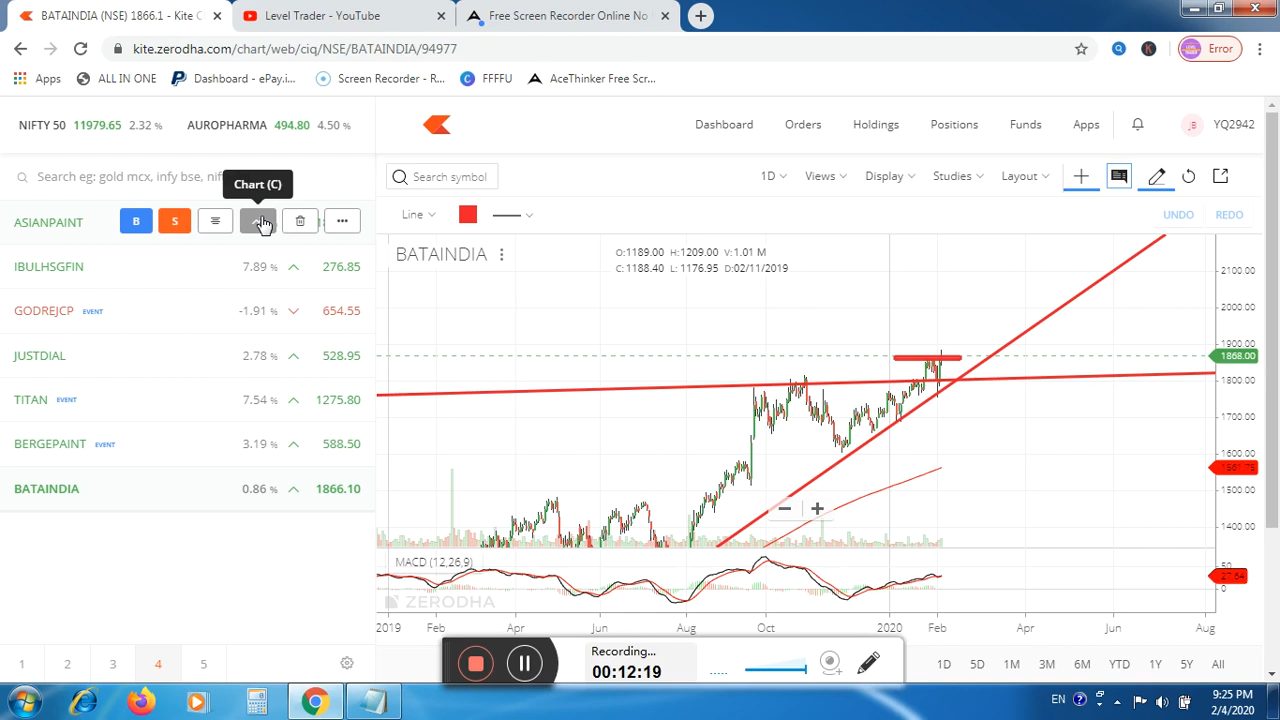 BATAINDIA (NSE) 1866.1 - Kite C
Level Trader - YouTube
Free Screen Recorder Online No
kite.zerodha.com/chart/web/ciq/NSE/BATAINDIA/94977
Error
Apps
ALL IN ONE
Dashboard - ePay.i...
Screen Recorder - R...
FFFFU
AceThinker Free Scr...
NIFTY 50 11979.65 2.32 %
AUROPHARMA 494.80 4.50 %
Dashboard
Orders
Holdings
Positions
Funds
Apps
JB
YQ2942
Search eg: gold mcx, infy bse, nif
Chart (C)
Search symbol
1D
Views
Display
Studies
Layout
ASIANPAINT
B
S
Line
UNDO
REDO
IBULHSGFIN 7.89 % 276.85
GODREJCP EVENT -1.91 % 654.55
JUSTDIAL 2.78 % 528.95
TITAN EVENT 7.54 % 1275.80
BERGEPAINT EVENT 3.19 % 588.50
BATAINDIA 0.86 % 1866.10
BATAINDIA
O:1189.00 H:1209.00 V:1.01 M
C:1188.40 L: 1176.95 D:02/11/2019
2100.00
2000.00
1900.00
1868.00
1800.00
1700.00
1600.00
1500.00
1400.00
MACD (12,26,9)
50
27.64
0
ZERODHA
2019 Feb Apr Jun Aug Oct 2020 Feb Apr Jun Aug
1 2 3 4 5
Recording...
00:12:19
1D 5D 1M 3M 6M YTD 1Y 5Y All
EN
9:25 PM
2/4/2020